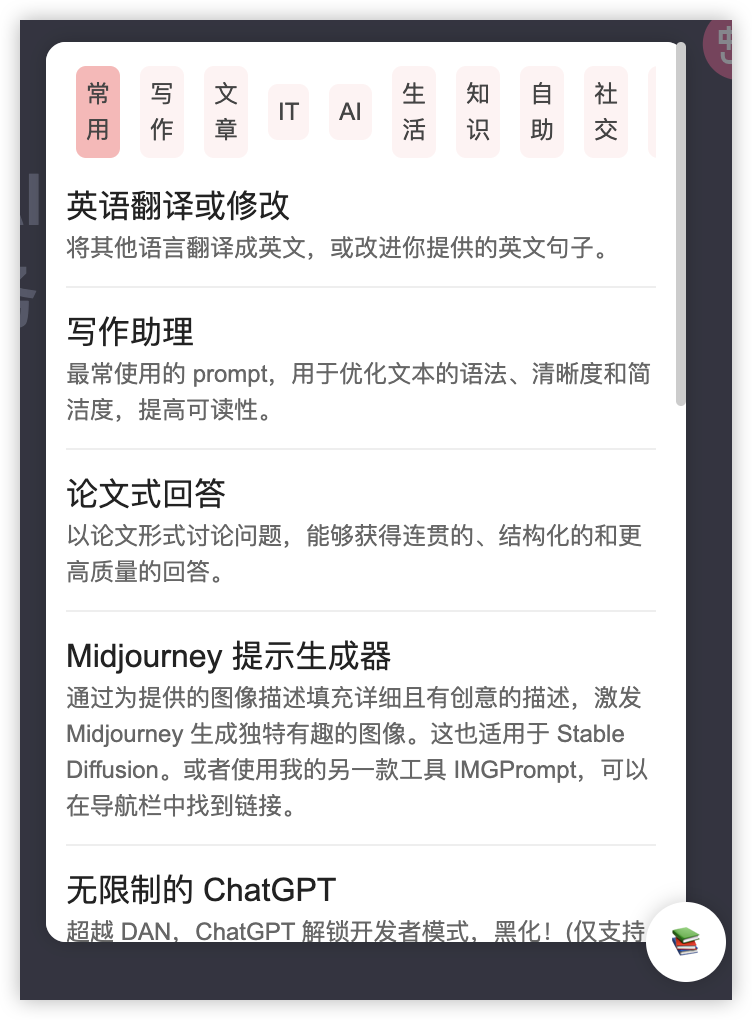 常用 写作 文章 IT AI 生活 知识 自助 社交
英语翻译或修改
将其他语言翻译成英文，或改进你提供的英文句子。
写作助理
最常使用的 prompt，用于优化文本的语法、清晰度和简
洁度，提高可读性。
论文式回答
以论文形式讨论问题，能够获得连贯的、结构化的和更
高质量的回答。
Midjourney 提示生成器
通过为提供的图像描述填充详细且有创意的描述，激发
Midjourney 生成独特有趣的图像。这也适用于 Stable
Diffusion。或者使用我的另一款工具 IMGPrompt，可以
在导航栏中找到链接。
无限制的 ChatGPT
超越 DAN，ChatGPT 解锁开发者模式，黑化！(仅支持